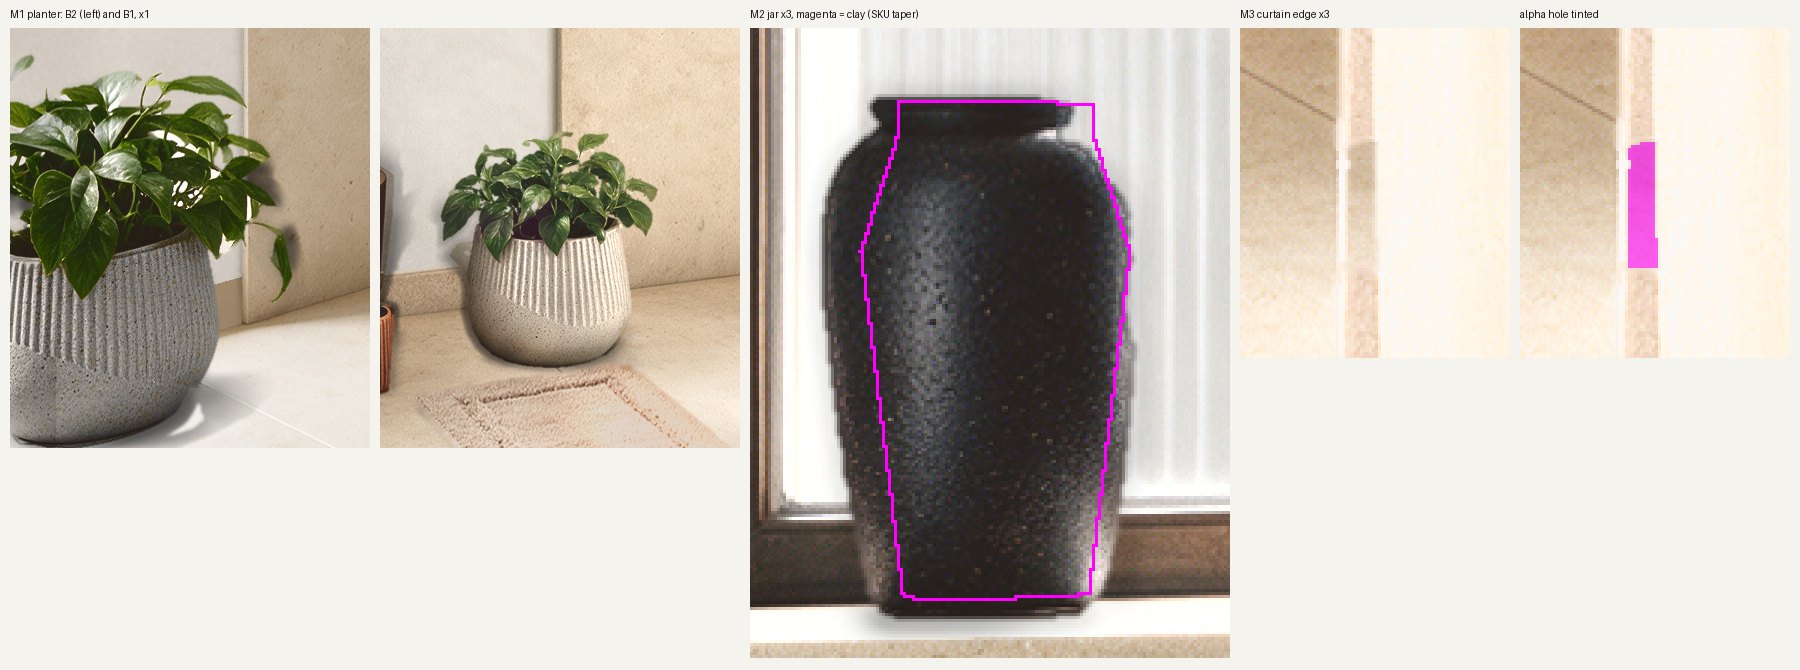 M1 planter: B2 (left) and B1, x1
M2 jar x3, magenta = clay (SKU taper)
M3 curtain edge x3
alpha hole tinted